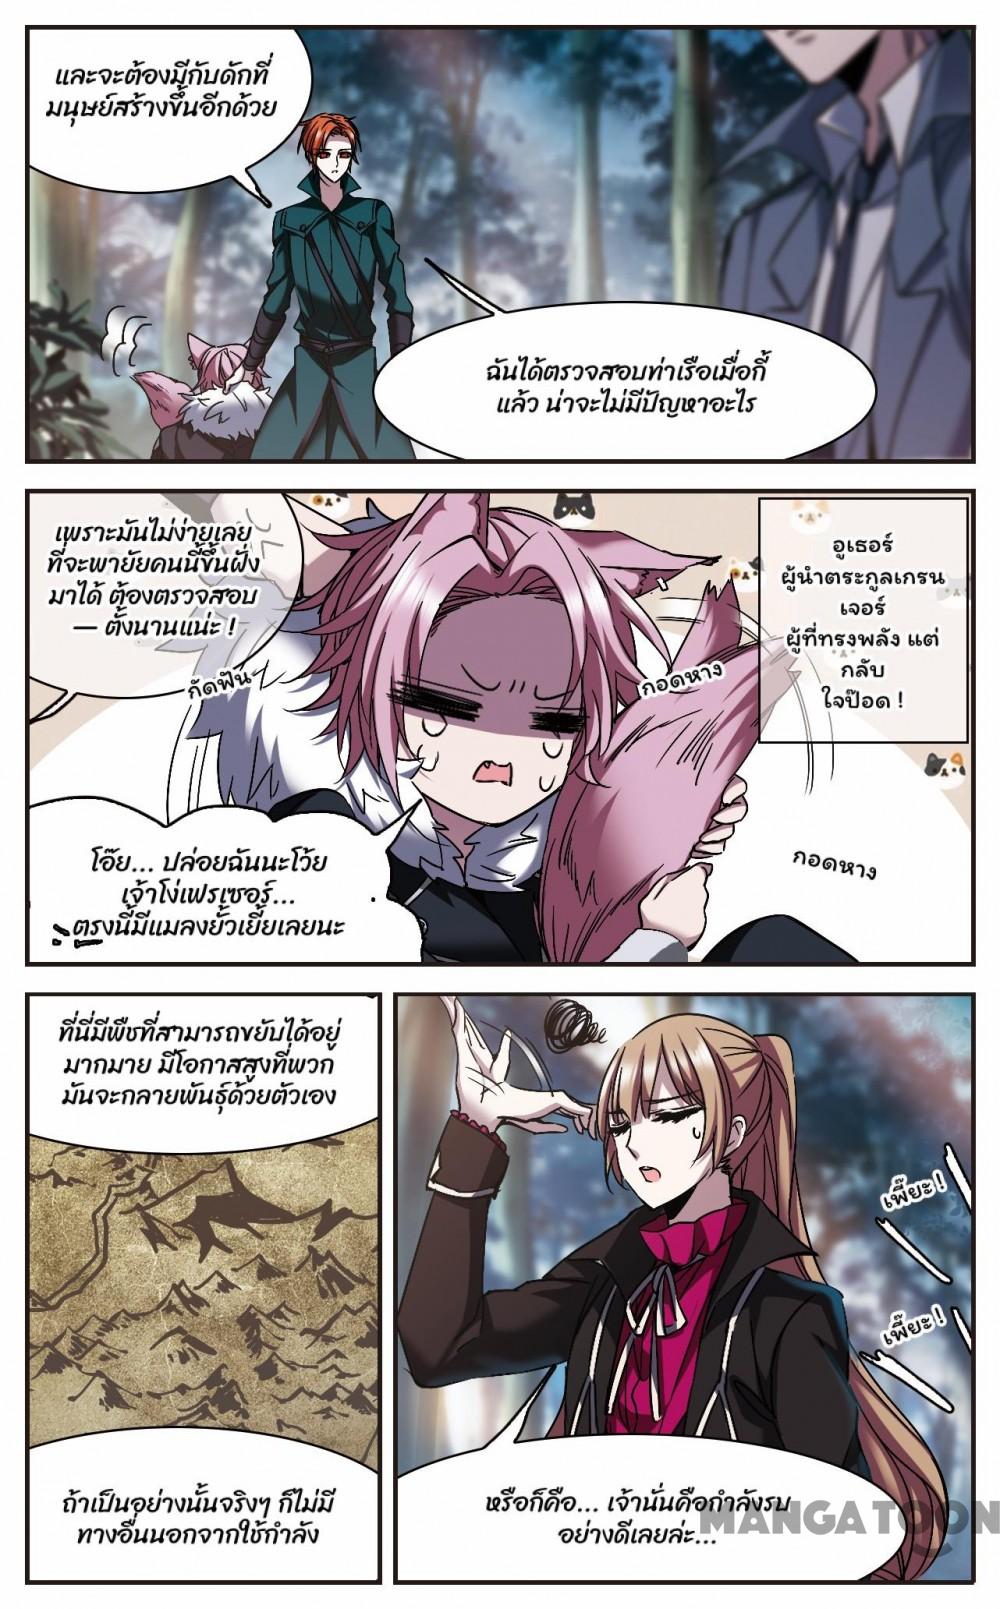 และจะต้องมีกับดักที่
มนุษย์สร้างขึ้นอีกด้วย
ฉันได้ตรวจสอบท่าเรือเมื่อกี้
แล้ว น่าจะไม่มีปัญหาอะไร
เพราะมันไม่ง่ายเลย
ที่จะพายัยคนนี้ขึ้นฝั่ง
มาได้ ต้องตรวจสอบ
— ตั้งนานแน่ะ !
อูเธอร์
ผู้นำตระกูลเกรน
เจอร์
ผู้ที่ทรงพลัง แต่
กลับ
ใจป๊อด !
กัดฟัน
กอดหาง
กอดหาง
โอ๊ย... ปล่อยฉันนะโว้ย
เจ้าโง่เฟรเซอร์...
ตรงนี้มีแมลงยั้วเยี้ยเลยนะ
ที่นี่มีพืชที่สามารถขยับได้อยู่
มากมาย มีโอกาสสูงที่พวก
มันจะกลายพันธุ์ด้วยตัวเอง
เพี๊ยะ !
เพี๊ยะ !
ถ้าเป็นอย่างนั้นจริงๆ ก็ไม่มี
ทางอื่นนอกจากใช้กำลัง
หรือก็คือ... เจ้านั่นคือกำลังรบ
อย่างดีเลยล่ะ...
MANGATOON